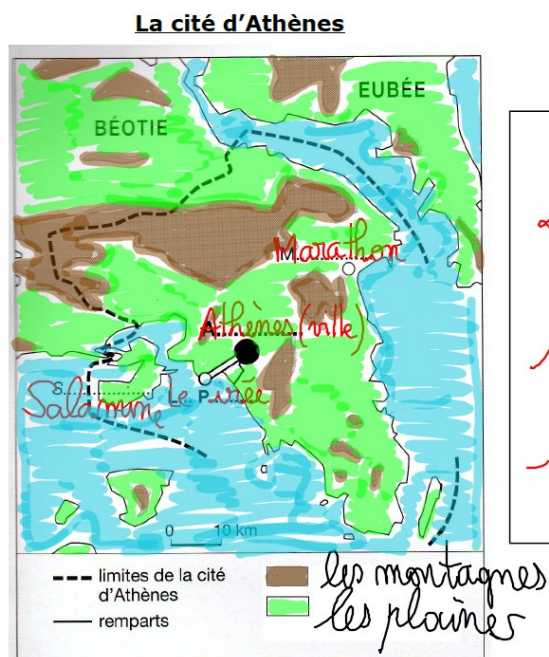 La cité d'Athènes
BÉOTIE
EUBÉE
Marathon
Athènes (ville)
Salamine
Le Pirée
0 10 km
limites de la cité
d'Athènes
remparts
les montagnes
les plaines